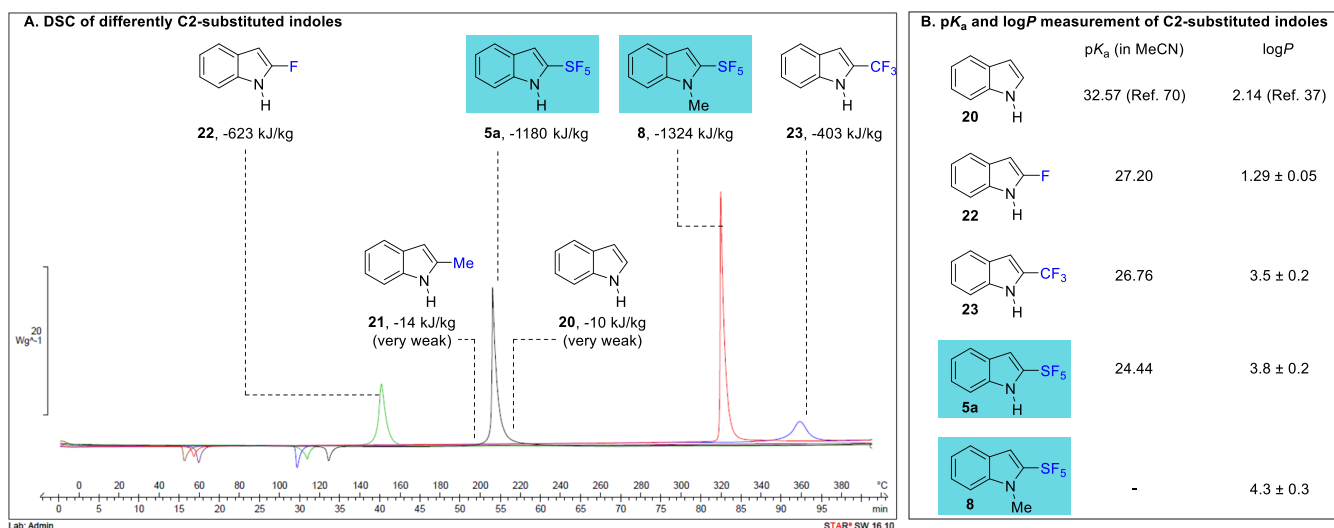 A. DSC of differently C2-substituted indoles
F
N
H
22, -623 kJ/kg
SF5
N
H
5a, -1180 kJ/kg
SF5
N
Me
8, -1324 kJ/kg
CF3
N
H
23, -403 kJ/kg
Me
N
H
21, -14 kJ/kg
(very weak)
N
H
20, -10 kJ/kg
(very weak)
20
Wg^-1
0 20 40 60 80 100 120 140 160 180 200 220 240 260 280 300 320 340 360 380 °C
0 5 10 15 20 25 30 35 40 45 50 55 60 65 70 75 80 85 90 95 min
Lab: Admin
STARe SW 16.10
B. pKa and logP measurement of C2-substituted indoles
pKa (in MeCN) logP
N
H
20
32.57 (Ref. 70) 2.14 (Ref. 37)
F
N
H
22
27.20 1.29 ± 0.05
CF3
N
H
23
26.76 3.5 ± 0.2
SF5
N
H
5a
24.44 3.8 ± 0.2
SF5
N
Me
8
- 4.3 ± 0.3